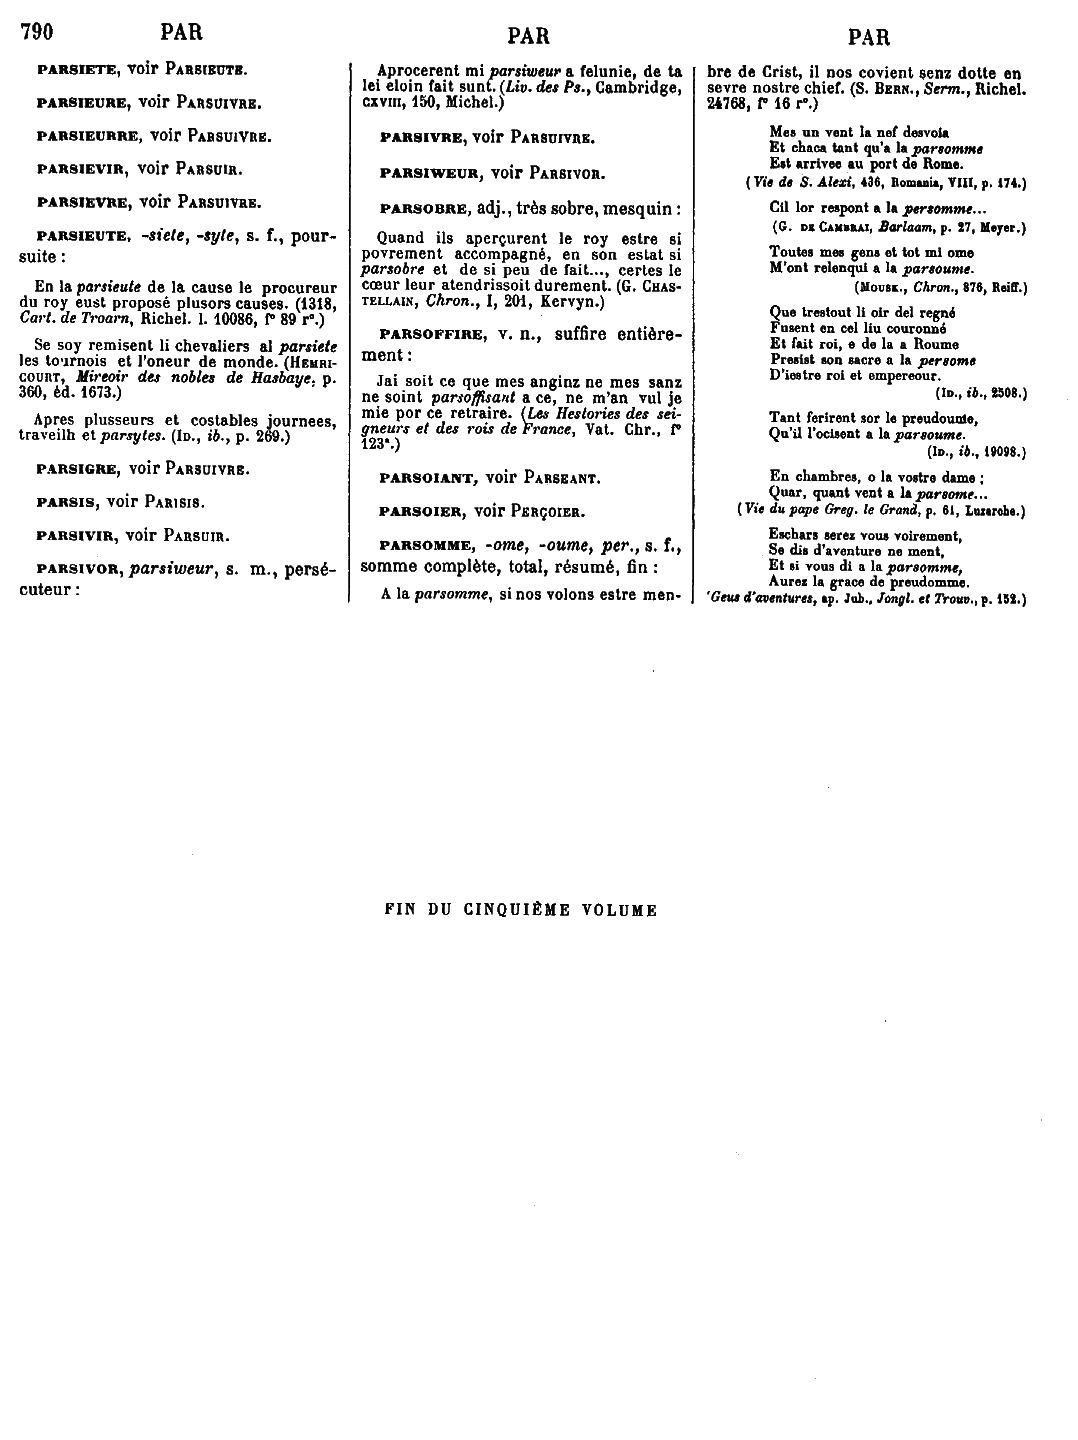 790 PAR PAR PAR
PARSIETE, voir PARSIEUTE.
PARSIEURE, voir PARSUIVRE.
PARSIEURRE, voir PARSUIVRE.
PARSIEVIR, voir PARSUIR.
PARSIEVRE, voir PARSUIVRE.
PARSIEUTE, -siete, -syte, s. f., pour-
suite :
En la parsieute de la cause le procureur
du roy eust proposé plusors causes. (1318,
Cart. de Troarn, Richel. l. 10086, f° 89 r°.)
Se soy remisent li chevaliers al parsiete
les tournois et l'oneur de monde. (HEMRI-
COURT, Mireoir des nobles de Hasbaye, p.
360, éd. 1673.)
Apres plusseurs et costables journees,
traveilh et parsytes. (ID., ib., p. 269.)
PARSIGRE, voir PARSUIVRE.
PARSIS, voir PARISIS.
PARSIVIR, voir PARSUIR.
PARSIVOR, parsiweur, s. m., persé-
cuteur :
Aprocerent mi parsiweur a felunie, de ta
lei eloin fait sunt. (Liv. des Ps., Cambridge,
CXVIII, 150, Michel.)
PARSIVRE, voir PARSUIVRE.
PARSIWEUR, voir PARSIVOR.
PARSOBRE, adj., très sobre, mesquin :
Quand ils aperçurent le roy estre si
povrement accompagné, en son estat si
parsobre et de si peu de fait..., certes le
cœur leur atendrissoit durement. (G. CHAS-
TELLAIN, Chron., I, 201, Kervyn.)
PARSOFFIRE, v. n., suffire entière-
ment :
Jai soit ce que mes anginz ne mes sanz
ne soint parsoffisant a ce, ne m'an vul je
mie por ce retraire. (Les Hestories des sei-
gneurs et des rois de France, Vat. Chr., f°
123ª.)
PARSOIANT, voir PARSEANT.
PARSOIER, voir PERÇOIER.
PARSOMME, -ome, -oume, per., s. f.,
somme complète, total, résumé, fin :
A la parsomme, si nos volons estre men-
bre de Crist, il nos covient senz dotte en
sevre nostre chief. (S. BERN., Serm., Richel.
24768, f° 16 r°.)
Mes un vent la nef desvoia
Et chaca tant qu'a la parsomme
Est arrivee au port de Rome.
(Vie de S. Alexi, 436, Romania, VIII, p. 174.)
Cil lor respont a la persomme...
(G. DE CAMBRAI, Barlaam, p. 27, Meyer.)
Toutes mes gens et tot mi ome
M'ont relenqui a la parsoume.
(MOUSK., Chron., 876, Reiff.)
Que trestout li oir del regné
Fusent en cel liu couronné
Et fait roi, e de la a Roume
Presist son sacre a la persome
D'iestre roi et empereour.
(ID., ib., 2508.)
Tant ferirent sor le preudoume,
Qu'il l'ocisent a la parsoume.
(ID., ib., 19098.)
En chambres, o la vostre dame ;
Quar, quant vent a la parsome...
(Vie du pape Greg. le Grand, p. 61, Luzarche.)
Eschars serez vous voirement,
Se dis d'aventure ne ment,
Et si vous di a la parsomme,
Aurez la grace de preudomme.
'Geus d'aventures, ap. Jub., Jongl. et Trouv., p. 152.)
FIN DU CINQUIÈME VOLUME